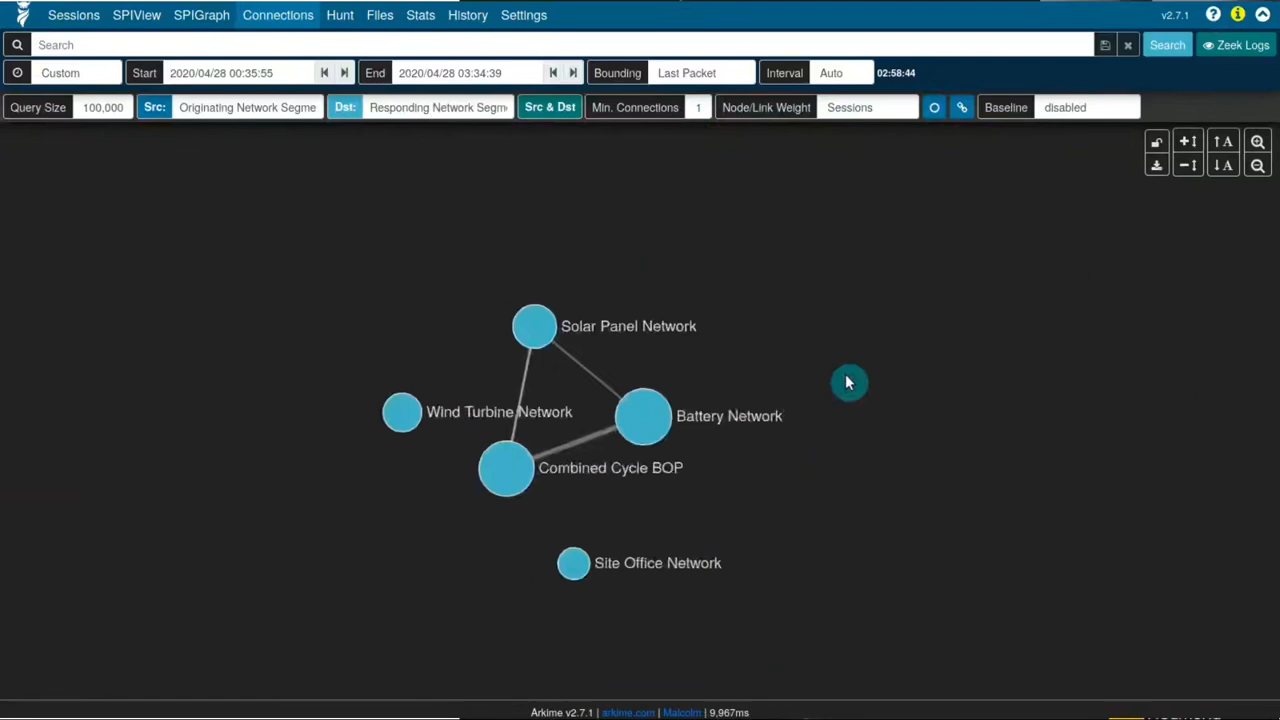 Sessions SPIView SPIGraph Connections Hunt Files Stats History Settings v2.7.1
Search Search Zeek Logs
Custom Start 2020/04/28 00:35:55 End 2020/04/28 03:34:39 Bounding Last Packet Interval Auto 02:58:44
Query Size 100,000 Src: Originating Network Segme Dst: Responding Network Segm Src & Dst Min. Connections 1 Node/Link Weight Sessions Baseline disabled
Solar Panel Network
Wind Turbine Network
Battery Network
Combined Cycle BOP
Site Office Network
Arkime v2.7.1 | arkime.com | Malcolm | 9,967ms